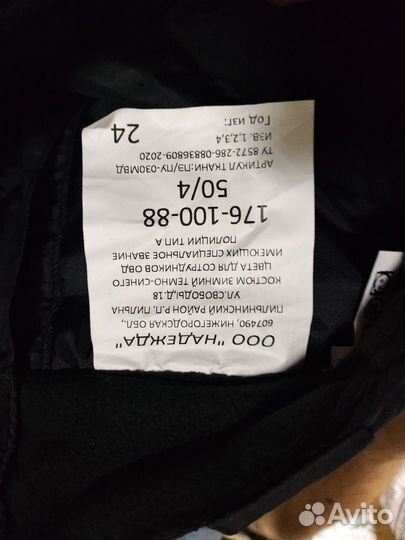 ООО "НАДЕЖДА"
607490, НИЖЕГОРОДСКАЯ ОБЛ.,
ПИЛЬНИНСКИЙ РАЙОН Р.П. ПИЛЬНА
УЛ.СВОБОДЫ,Д.18
КОСТЮМ ЗИМНИЙ ТЕМНО-СИНЕГО
ЦВЕТА ДЛЯ СОТРУДНИКОВ ОВД
ИМЕЮЩИХ СПЕЦИАЛЬНОЕ ЗВАНИЕ
ПОЛИЦИИ ТИП А
176-100-88
50/4
АРТИКУЛ ТКАНИ:/ПЭ/ПУ-030МВД
ТУ 8572-286-08836809-2020
ИЗВ. 1,2,3,4
Год изг: 24
Avito